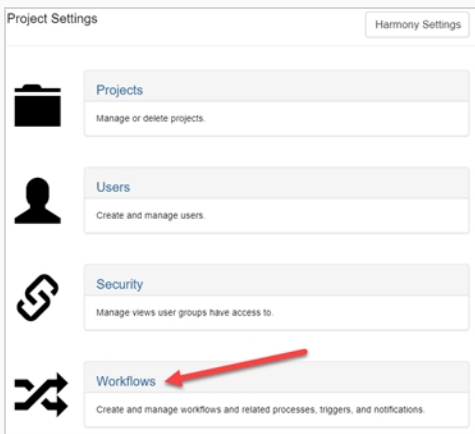 Project Settings
Harmony Settings
Projects
Manage or delete projects.
Users
Create and manage users.
Security
Manage views user groups have access to.
Workflows
Create and manage workflows and related processes, triggers, and notifications.